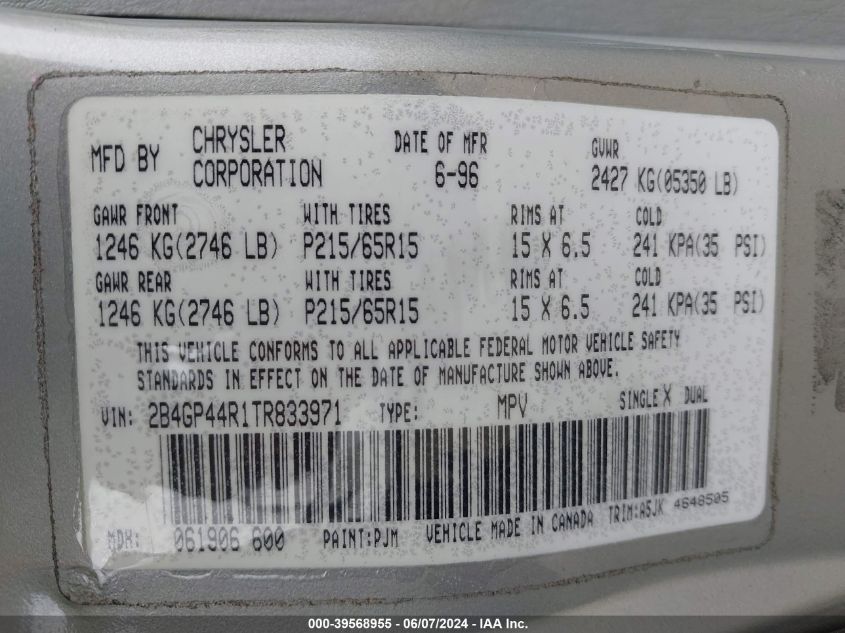 MFD BY CHRYSLER CORPORATION DATE OF MFR 6-96 GVWR 2427 KG(05350 LB)
GAWR FRONT WITH TIRES RIMS AT COLD
1246 KG(2746 LB) P215/65R15 15 X 6.5 241 KPA(35 PSI)
GAWR REAR WITH TIRES RIMS AT COLD
1246 KG(2746 LB) P215/65R15 15 X 6.5 241 KPA(35 PSI)
THIS VEHICLE CONFORMS TO ALL APPLICABLE FEDERAL MOTOR VEHICLE SAFETY
STANDARDS IN EFFECT ON THE DATE OF MANUFACTURE SHOWN ABOVE.
VIN: 2B4GP44R1TR833971 TYPE: MPV SINGLE X DUAL
MDH: 061906 600 PAINT:PJM VEHICLE MADE IN CANADA TRIM:A5JK 4648505
000-39568955 - 06/07/2024 - IAA Inc.